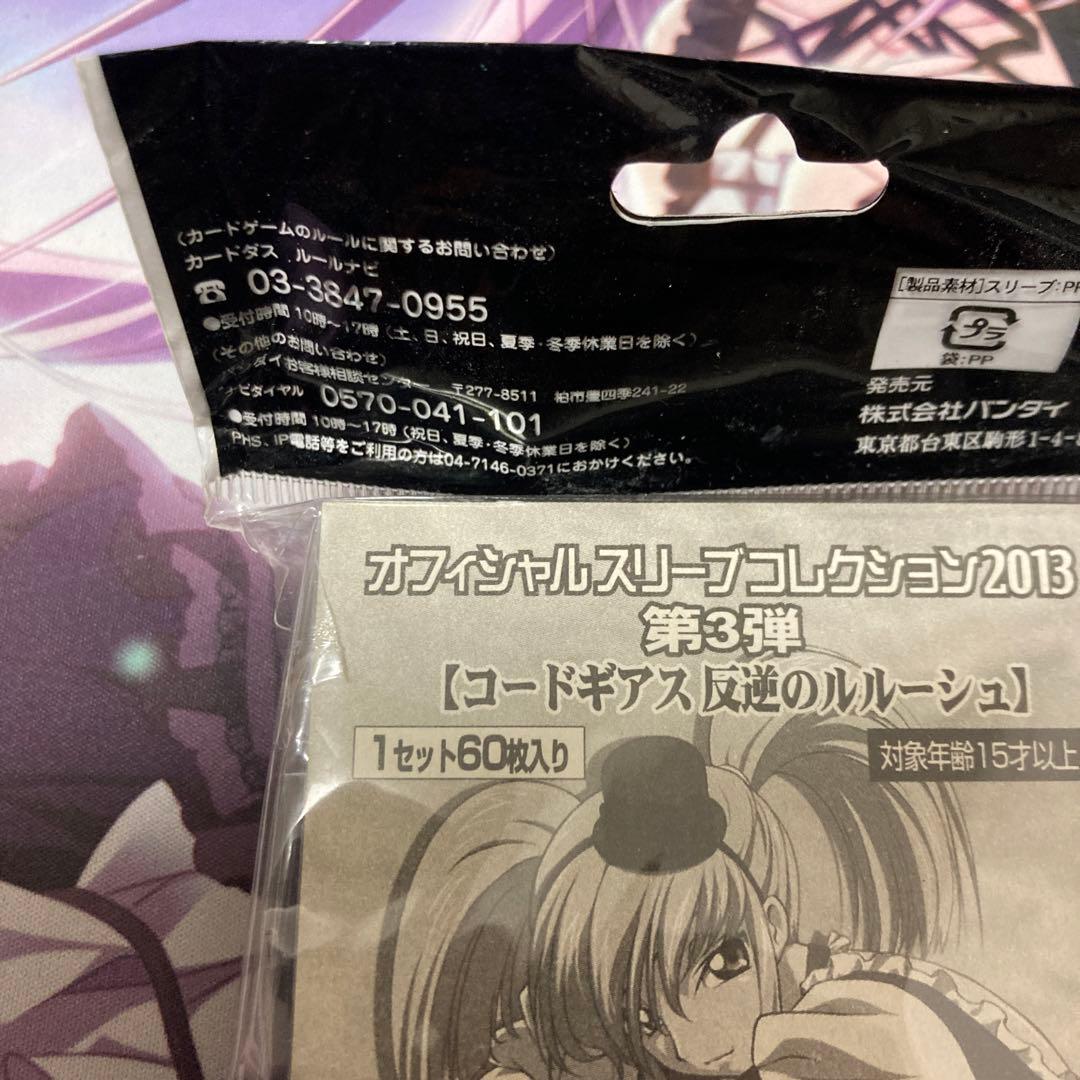 (カードゲームのルールに関するお問い合わせ)
カードダス ルールナビ
☎ 03-3847-0955
●受付時間 10時〜17時(土、日、祝日、夏季・冬季休業日を除く)
(その他のお問い合わせ)
バンダイお客様相談センター 〒277-8511 柏市豊四季241-22
ナビダイヤル 0570-041-101
●受付時間 10時〜17時(祝日、夏季・冬季休業日を除く)
PHS、IP電話等をご利用の方は04-7146-0371におかけください。
[製品素材]スリーブ:PP
プラ
袋:PP
発売元
株式会社バンダイ
東京都台東区駒形1-4-
オフィシャルスリーブコレクション2013
第3弾
【コードギアス 反逆のルルーシュ】
1セット60枚入り
対象年齢15才以上